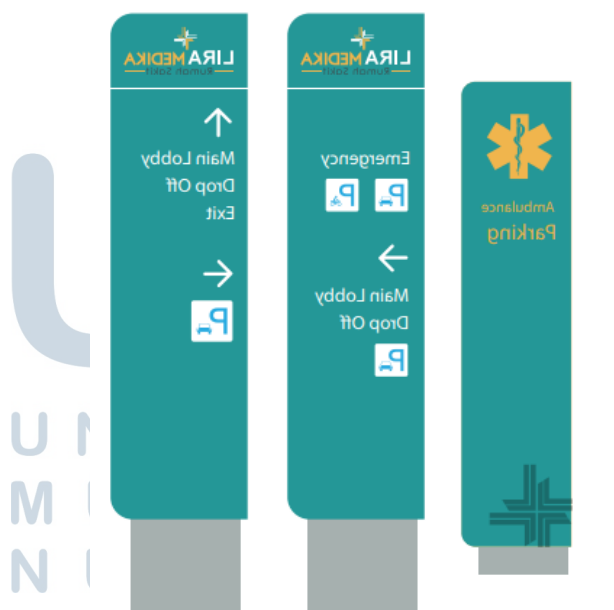 LIRA MEDIKA
Rumah Sakit
Main Lobby
Drop Off
Exit
P
LIRA MEDIKA
Rumah Sakit
Emergency
P P
Main Lobby
Drop Off
P
Ambulance
Parking
U
U N
M U
N U